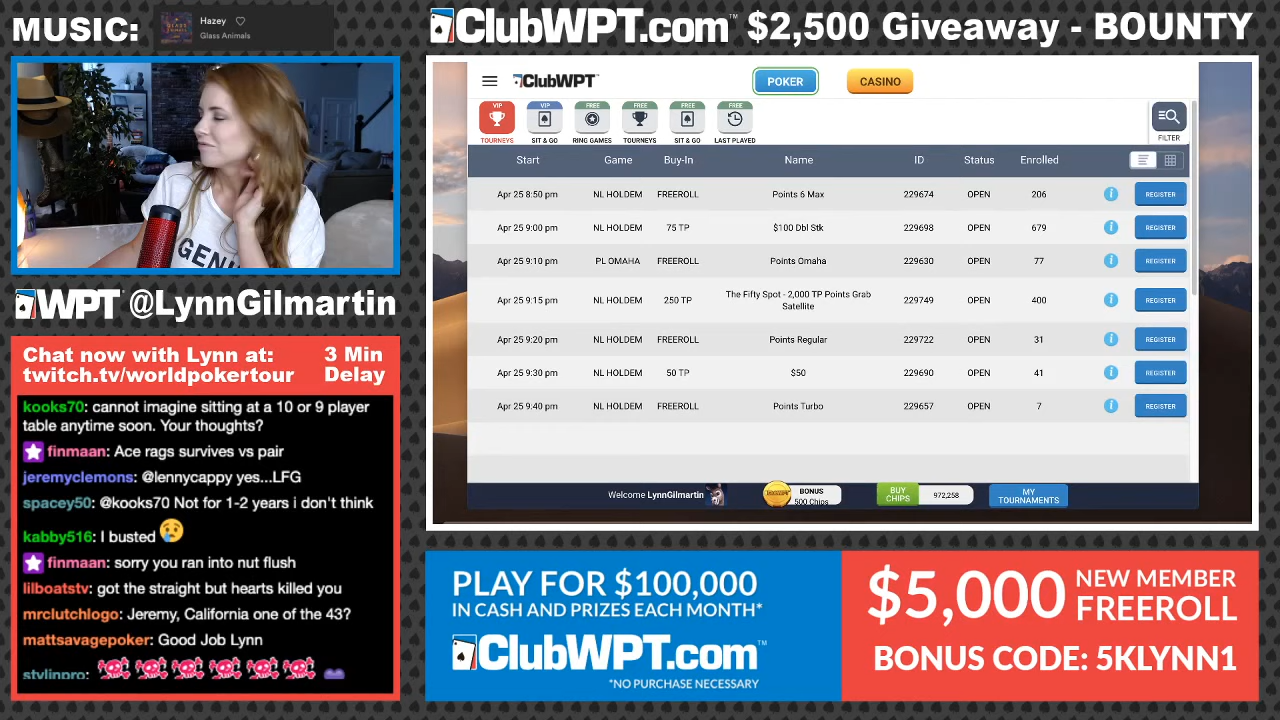 MUSIC:
Hazey
Glass Animals
ClubWPT.com™ $2,500 Giveaway - BOUNTY
WPT @LynnGilmartin
Chat now with Lynn at:
twitch.tv/worldpokertour
3 Min
Delay
kooks70: cannot imagine sitting at a 10 or 9 player
table anytime soon. Your thoughts?
finmaan: Ace rags survives vs pair
jeremyclemons: @lennycappy yes...LFG
spacey50: @kooks70 Not for 1-2 years i don't think
kabby516: I busted
finmaan: sorry you ran into nut flush
lilboatstv: got the straight but hearts killed you
mrclutchlogo: Jeremy, California one of the 43?
mattsavagepoker: Good Job Lynn
stylinpro:
ClubWPT
POKER
CASINO
VIP
TOURNEYS
VIP
SIT & GO
FREE
RING GAMES
FREE
TOURNEYS
FREE
SIT & GO
FREE
LAST PLAYED
FILTER
Start Game Buy-In Name ID Status Enrolled
Apr 25 8:50 pm NL HOLDEM FREEROLL Points 6 Max 229674 OPEN 206 REGISTER
Apr 25 9:00 pm NL HOLDEM 75 TP $100 Dbl Stk 229698 OPEN 679 REGISTER
Apr 25 9:10 pm PL OMAHA FREEROLL Points Omaha 229630 OPEN 77 REGISTER
Apr 25 9:15 pm NL HOLDEM 250 TP The Fifty Spot - 2,000 TP Points Grab
Satellite 229749 OPEN 400 REGISTER
Apr 25 9:20 pm NL HOLDEM FREEROLL Points Regular 229722 OPEN 31 REGISTER
Apr 25 9:30 pm NL HOLDEM 50 TP $50 229690 OPEN 41 REGISTER
Apr 25 9:40 pm NL HOLDEM FREEROLL Points Turbo 229657 OPEN 7 REGISTER
Welcome LynnGilmartin
BONUS
500 Chips
BUY
CHIPS
972,258
MY
TOURNAMENTS
PLAY FOR $100,000
IN CASH AND PRIZES EACH MONTH*
ClubWPT.com™
*NO PURCHASE NECESSARY
$5,000 NEW MEMBER
FREEROLL
BONUS CODE: 5KLYNN1